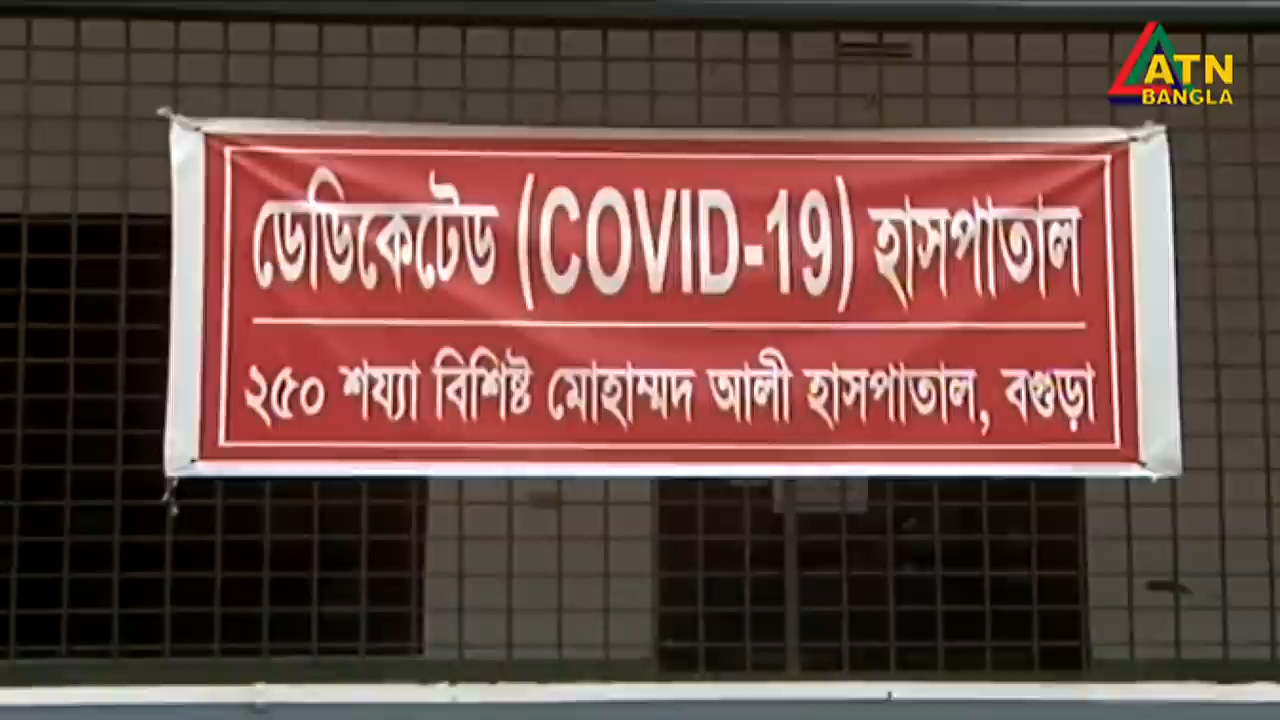 ATN
BANGLA
ডেডিকেটেড (COVID-19) হাসপাতাল
২৫০ শয্যা বিশিষ্ট মোহাম্মদ আলী হাসপাতাল, বগুড়া